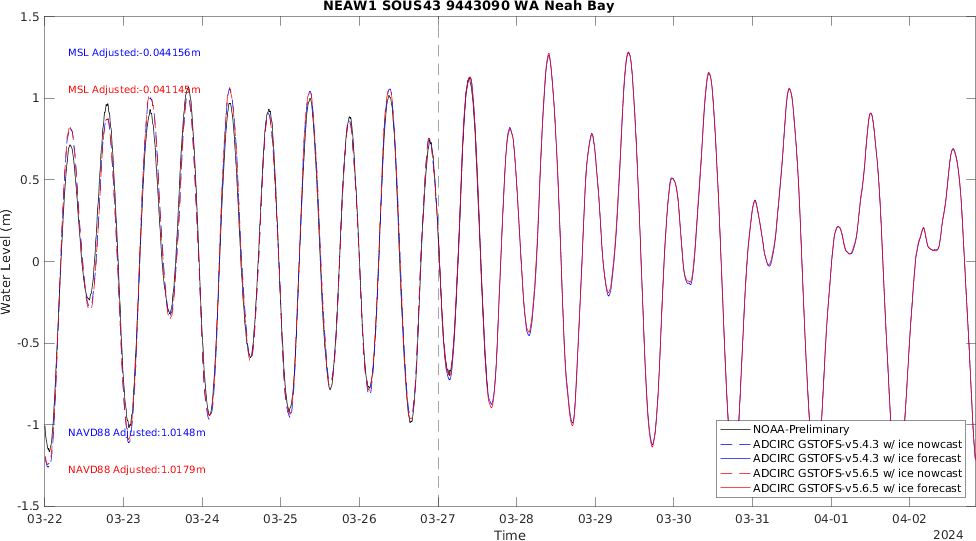 NEAW1 SOUS43 9443090 WA Neah Bay
1.5
MSL Adjusted:-0.044156m
MSL Adjusted:-0.041145m
1
0.5
Water Level (m)
0
-0.5
-1
NAVD88 Adjusted:1.0148m
NAVD88 Adjusted:1.0179m
-1.5
NOAA-Preliminary
ADCIRC GSTOFS-v5.4.3 w/ ice nowcast
ADCIRC GSTOFS-v5.4.3 w/ ice forecast
ADCIRC GSTOFS-v5.6.5 w/ ice nowcast
ADCIRC GSTOFS-v5.6.5 w/ ice forecast
03-22 03-23 03-24 03-25 03-26 03-27 03-28 03-29 03-30 03-31 04-01 04-02
Time
2024